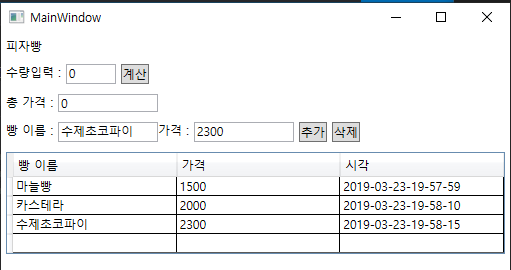 MainWindow
피자빵
수량입력 : 0 계산
총 가격 : 0
빵 이름 : 수제초코파이 가격 : 2300 추가 삭제
빵 이름 가격 시각
마늘빵 1500 2019-03-23-19-57-59
카스테라 2000 2019-03-23-19-58-10
수제초코파이 2300 2019-03-23-19-58-15